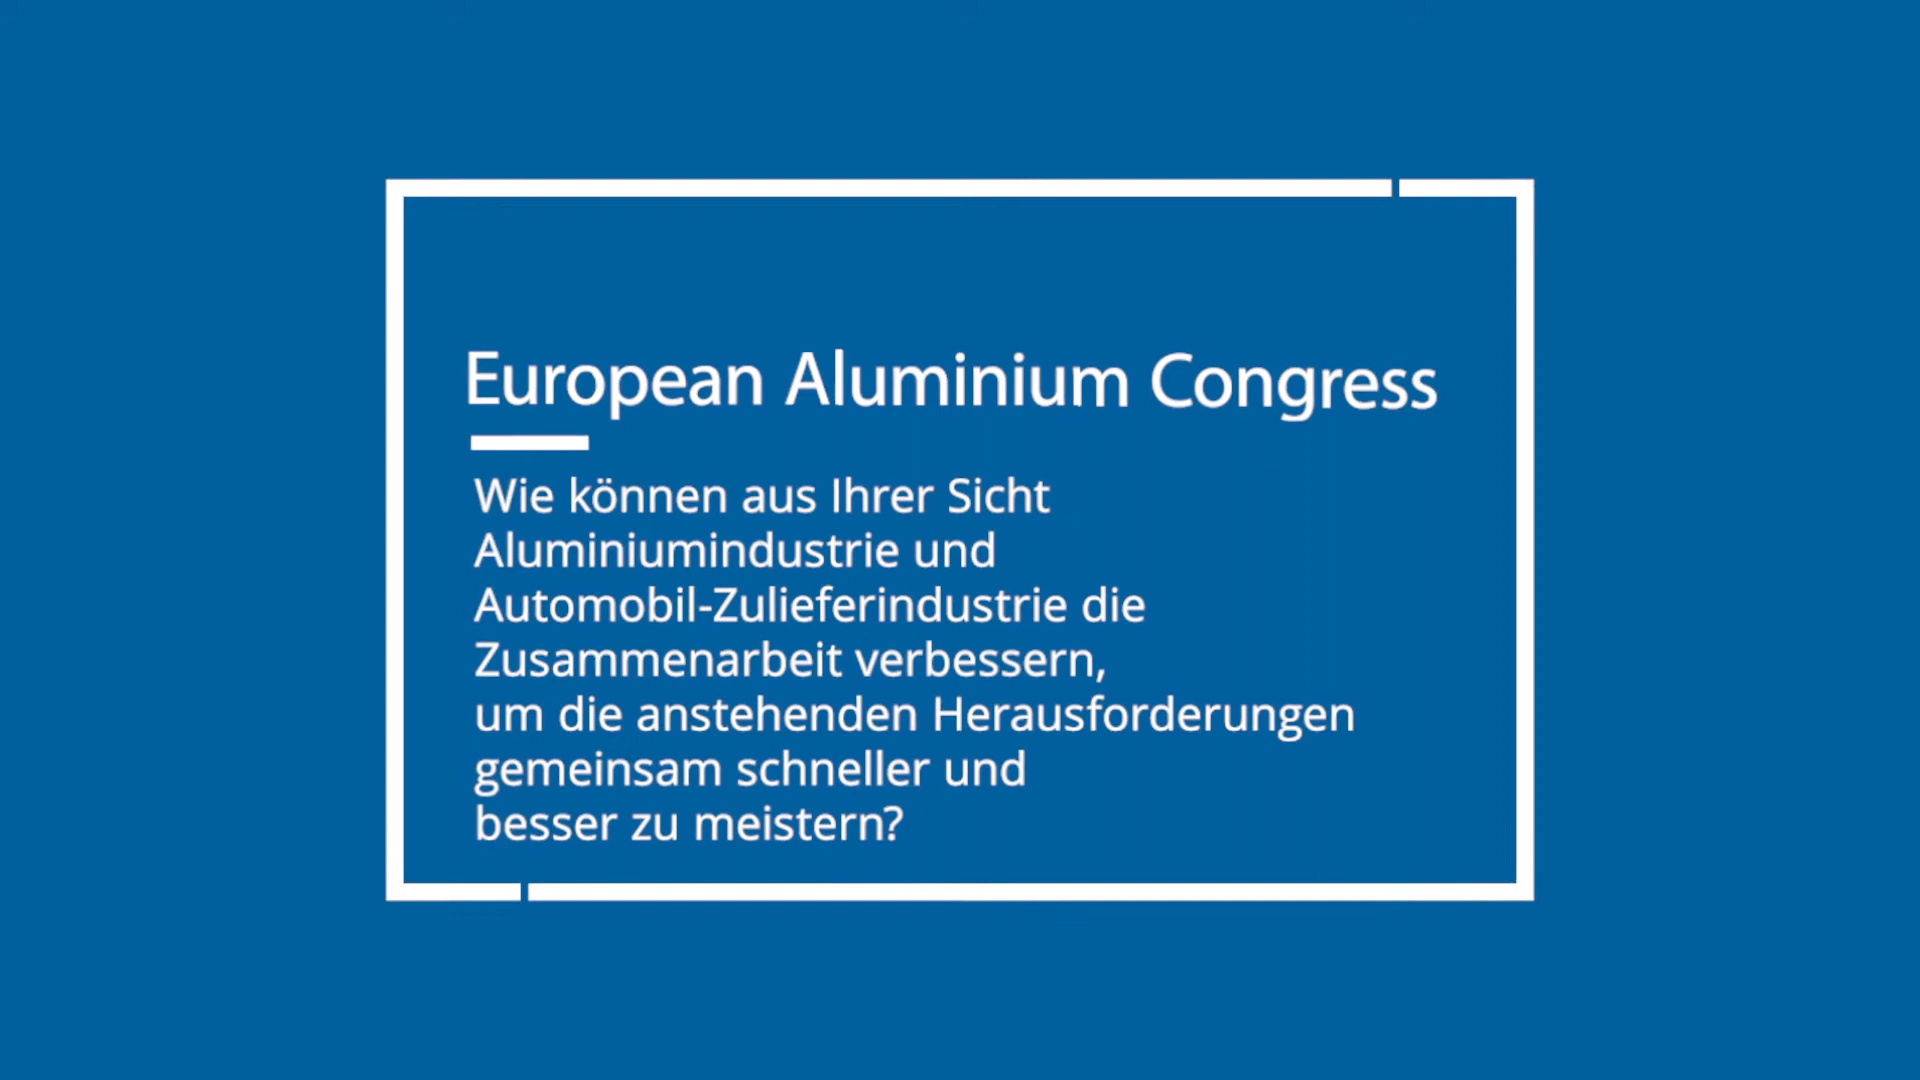 European Aluminium Congress
Wie können aus Ihrer Sicht
Aluminiumindustrie und
Automobil-Zulieferindustrie die
Zusammenarbeit verbessern,
um die anstehenden Herausforderungen
gemeinsam schneller und
besser zu meistern?